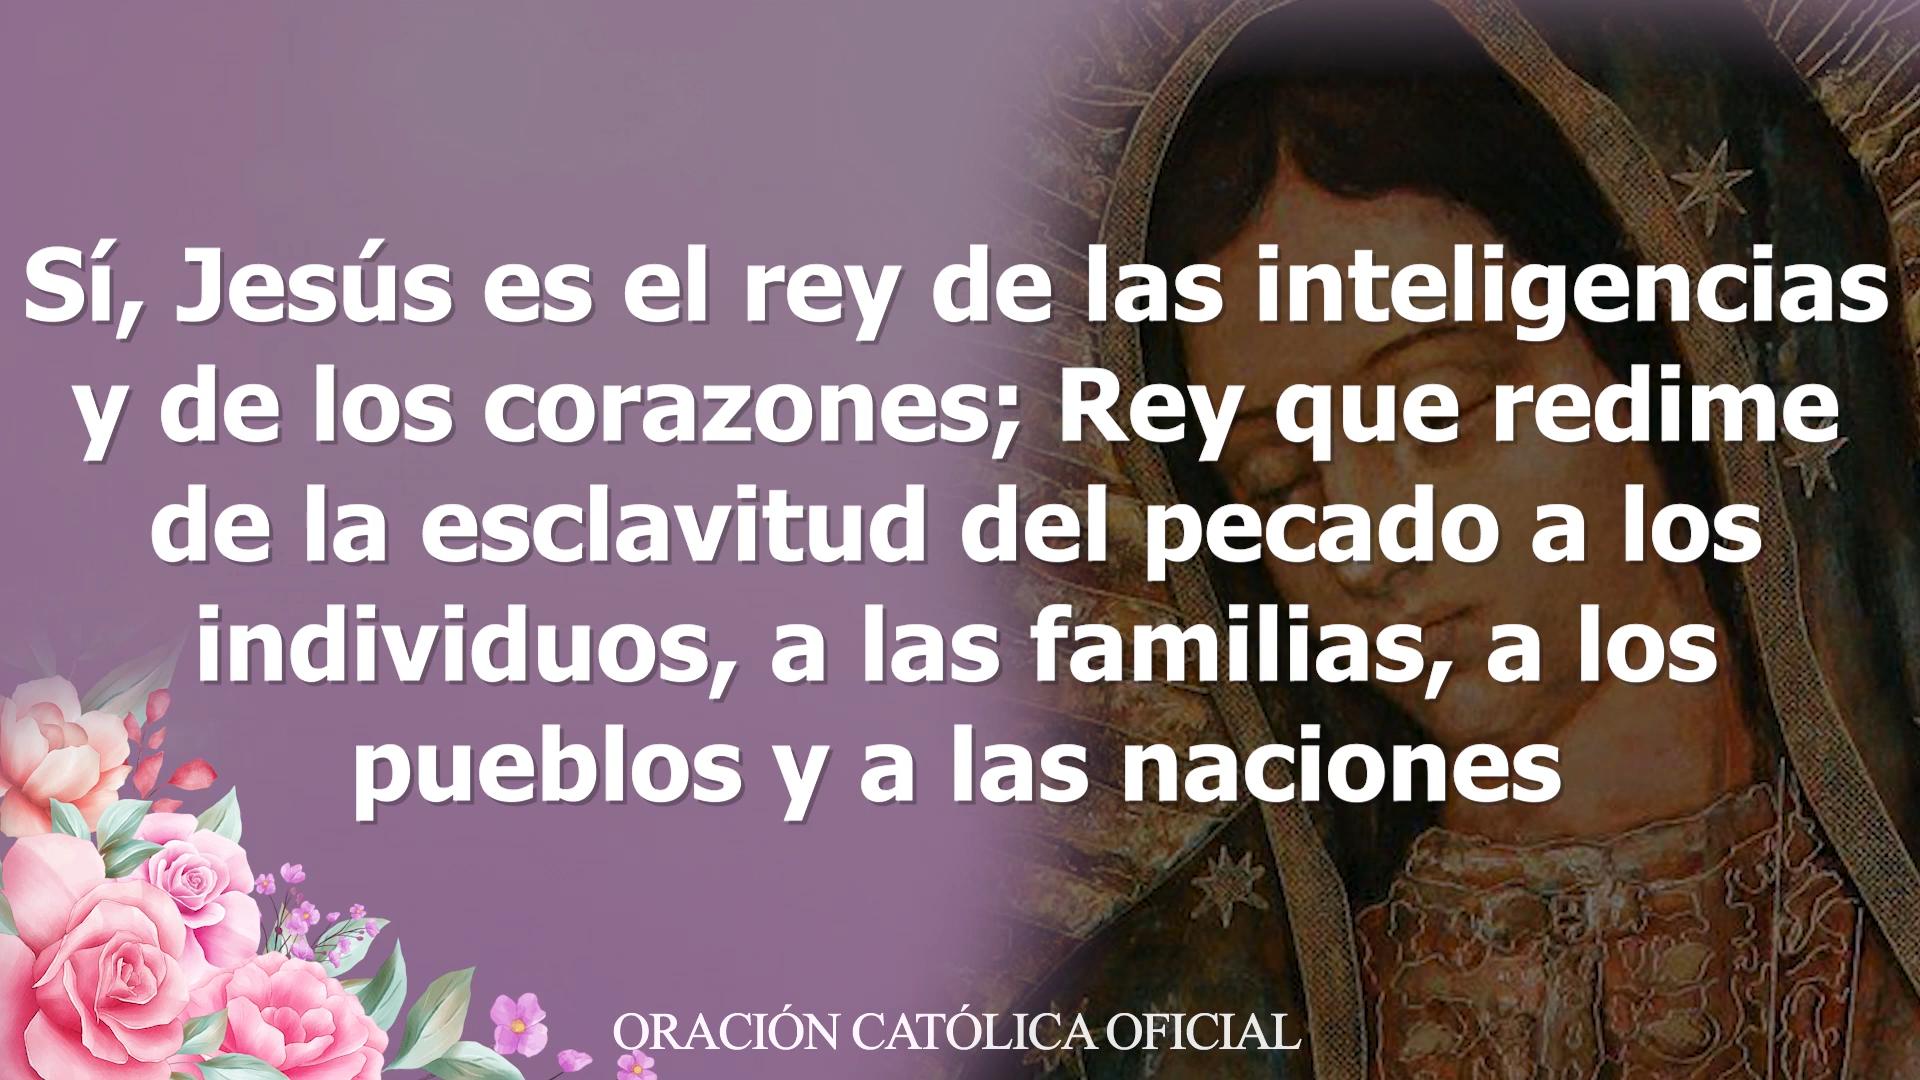 Sí, Jesús es el rey de las inteligencias
y de los corazones; Rey que redime
de la esclavitud del pecado a los
individuos, a las familias, a los
pueblos y a las naciones
ORACIÓN CATÓLICA OFICIAL